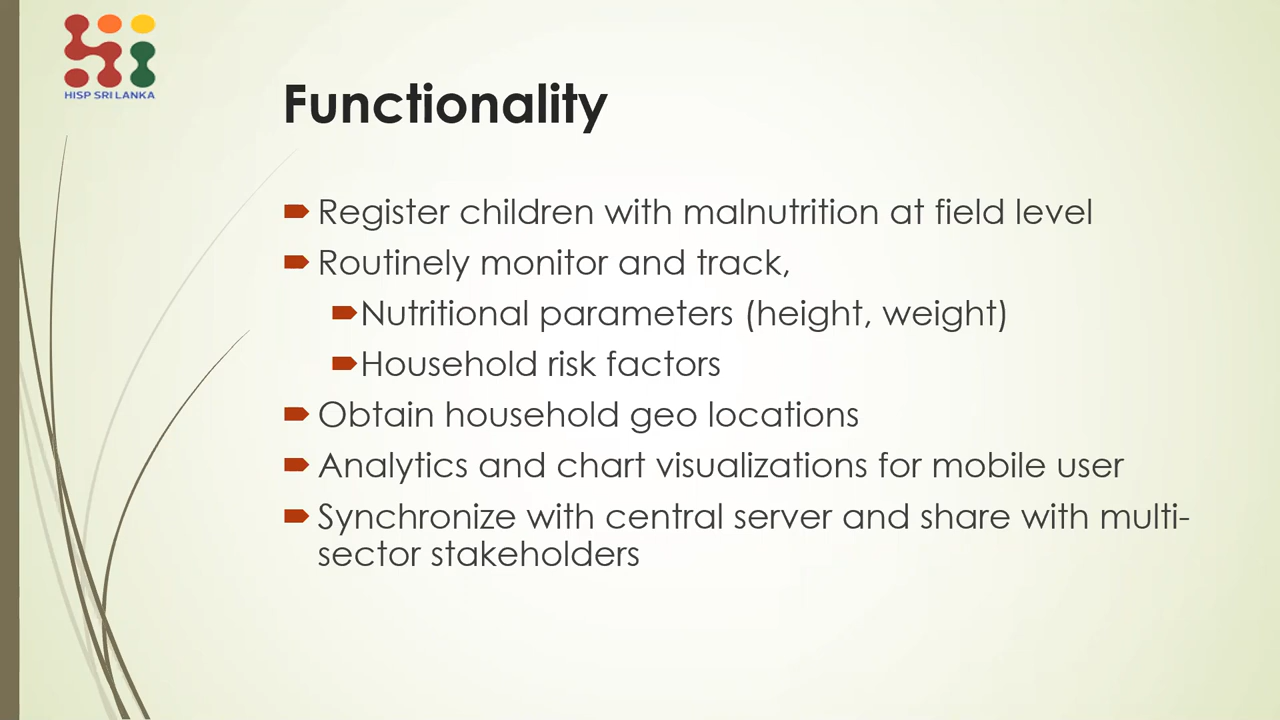 HISP SRI LANKA
Functionality
Register children with malnutrition at field level
Routinely monitor and track,
Nutritional parameters (height, weight)
Household risk factors
Obtain household geo locations
Analytics and chart visualizations for mobile user
Synchronize with central server and share with multi-
sector stakeholders